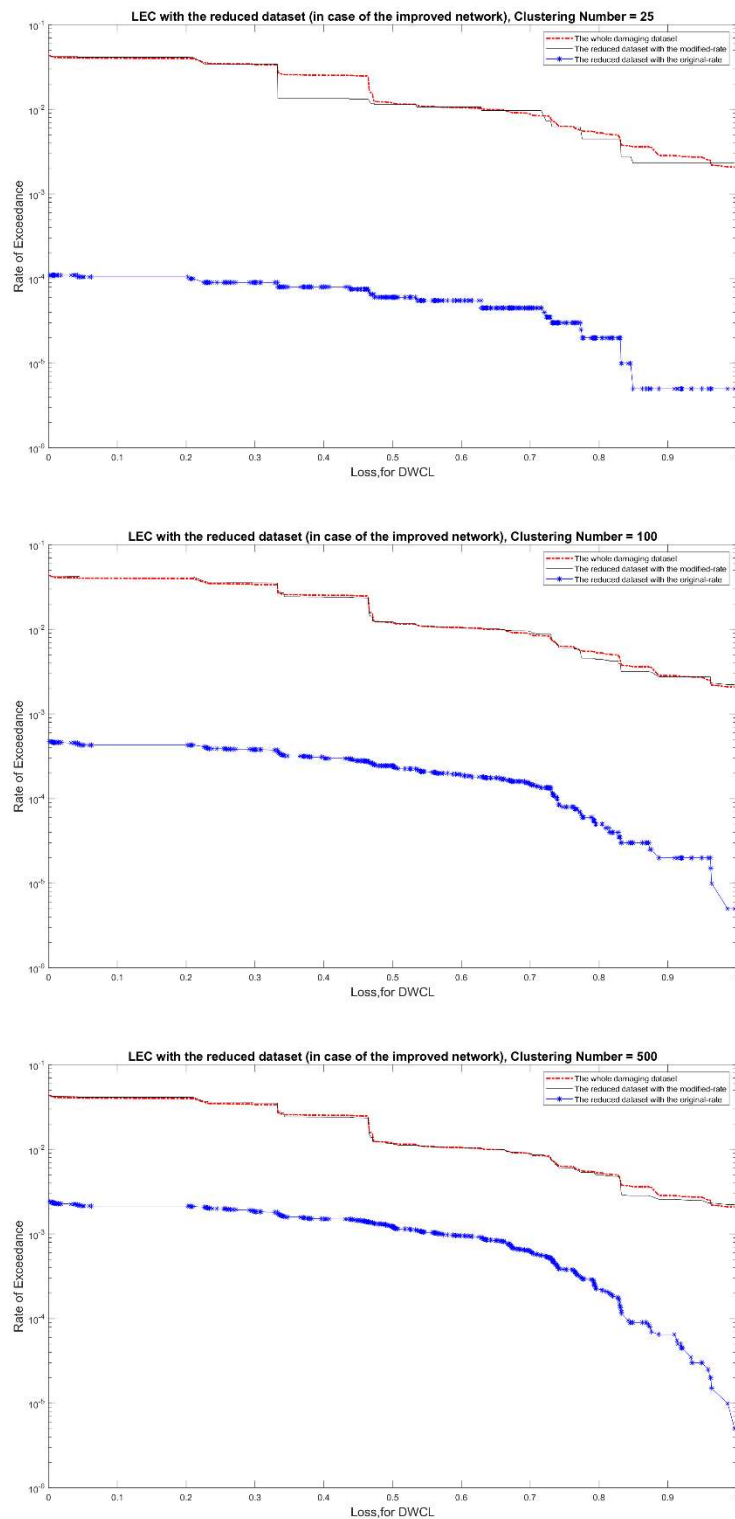 LEC with the reduced dataset (in case of the improved network), Clustering Number = 25
10-1
The whole damaging dataset
The reduced dataset with the modified-rate
The reduced dataset with the original-rate
10-2
10-3
Rate of Exceedance
10-4
10-5
10-6
0 0.1 0.2 0.3 0.4 0.5 0.6 0.7 0.8 0.9 1
Loss,for DWCL
LEC with the reduced dataset (in case of the improved network), Clustering Number = 100
10-1
The whole damaging dataset
The reduced dataset with the modified-rate
The reduced dataset with the original-rate
10-2
10-3
Rate of Exceedance
10-4
10-5
10-6
0 0.1 0.2 0.3 0.4 0.5 0.6 0.7 0.8 0.9
Loss,for DWCL
LEC with the reduced dataset (in case of the improved network), Clustering Number = 500
10-1
The whole damaging dataset
The reduced dataset with the modified-rate
The reduced dataset with the original-rate
10-2
10-3
Rate of Exceedance
10-4
10-5
10-6
0 0.1 0.2 0.3 0.4 0.5 0.6 0.7 0.8 0.9
Loss,for DWCL